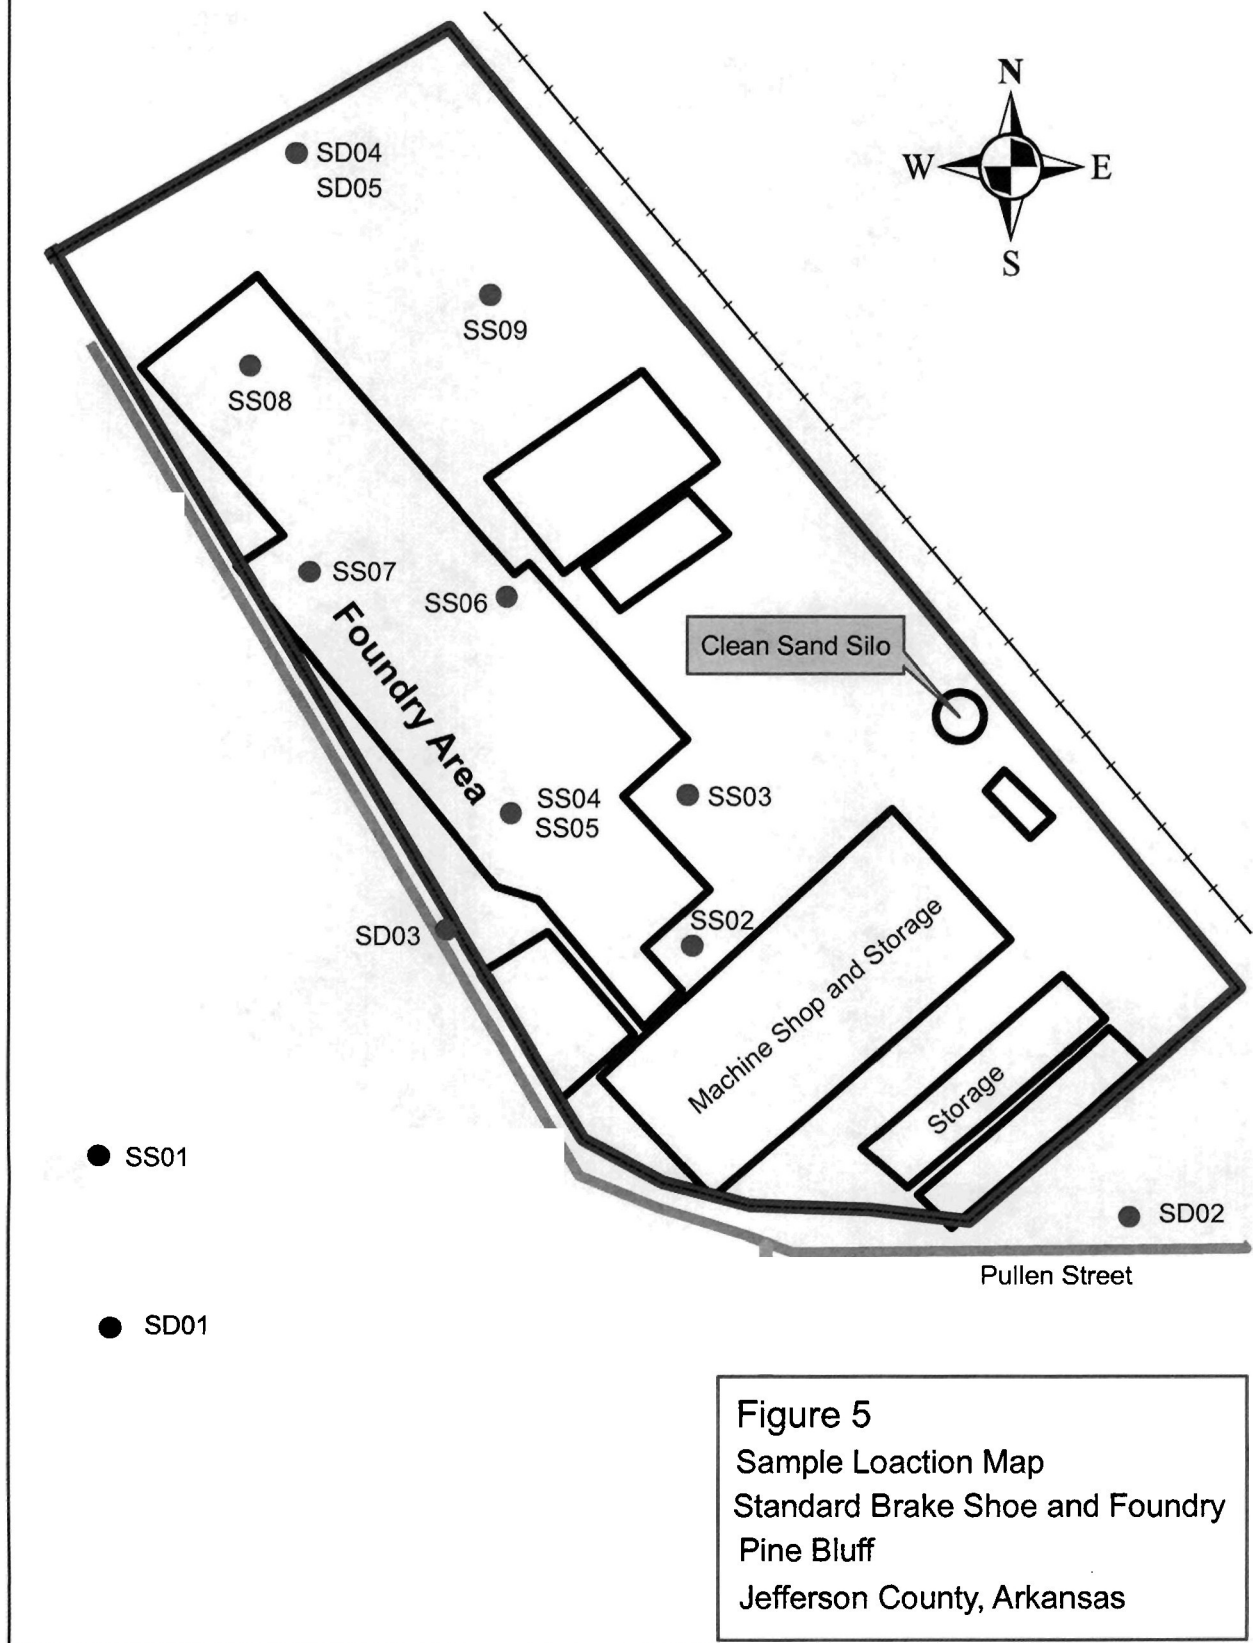 N
W
E
S
SD04
SD05
SS09
SS08
SS07
SS06
Foundry Area
Clean Sand Silo
SS04
SS05
SS03
SS02
SD03
Machine Shop and Storage
Storage
SS01
SD02
Pullen Street
SD01
Figure 5
Sample Loaction Map
Standard Brake Shoe and Foundry
Pine Bluff
Jefferson County, Arkansas